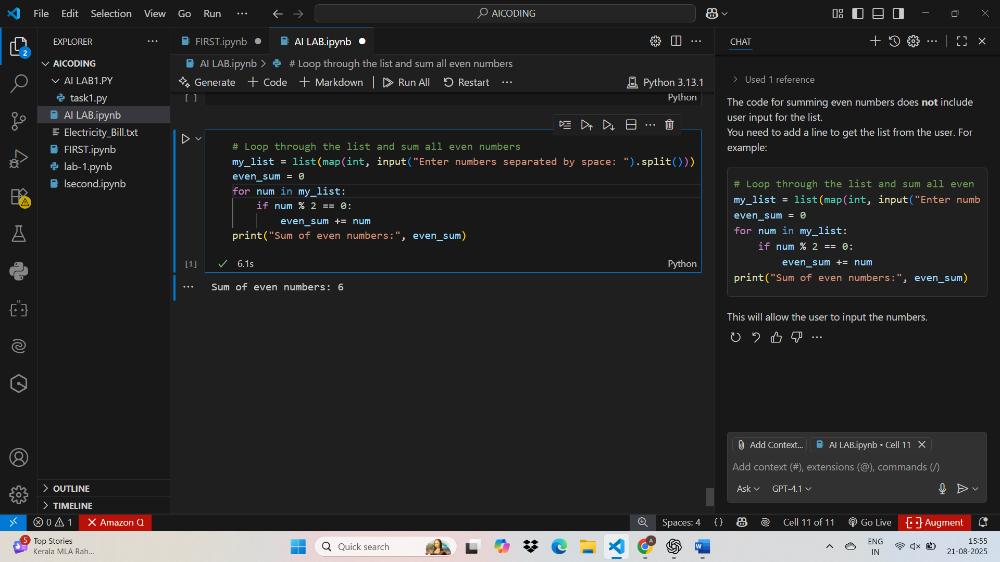 File Edit Selection View Go Run ...
AICODING
EXPLORER
2
AICODING
AI LAB1.PY
task1.py
AI LAB.ipynb
Electricity_Bill.txt
FIRST.ipynb
lab-1.pynb
lsecond.ipynb
OUTLINE
TIMELINE
FIRST.ipynb
AI LAB.ipynb
AI LAB.ipynb > # Loop through the list and sum all even numbers
Generate + Code + Markdown | Run All Restart ...
Python 3.13.1
[ ]
Python
# Loop through the list and sum all even numbers
my_list = list(map(int, input("Enter numbers separated by space: ").split()))
even_sum = 0
for num in my_list:
    if num % 2 == 0:
        even_sum += num
print("Sum of even numbers:", even_sum)
[1]
6.1s
Python
Sum of even numbers: 6
CHAT
> Used 1 reference
The code for summing even numbers does not include
user input for the list.
You need to add a line to get the list from the user. For
example:
# Loop through the list and sum all even
my_list = list(map(int, input("Enter numb
even_sum = 0
for num in my_list:
    if num % 2 == 0:
        even_sum += num
print("Sum of even numbers:", even_sum)
This will allow the user to input the numbers.
Add Context...
AI LAB.ipynb • Cell 11
Add context (#), extensions (@), commands (/)
Ask
GPT-4.1
0 1
Amazon Q
Spaces: 4
{ }
Cell 11 of 11
Go Live
Augment
5
Top Stories
Kerala MLA Rah...
Quick search
A
W
ENG
IN
15:55
21-08-2025